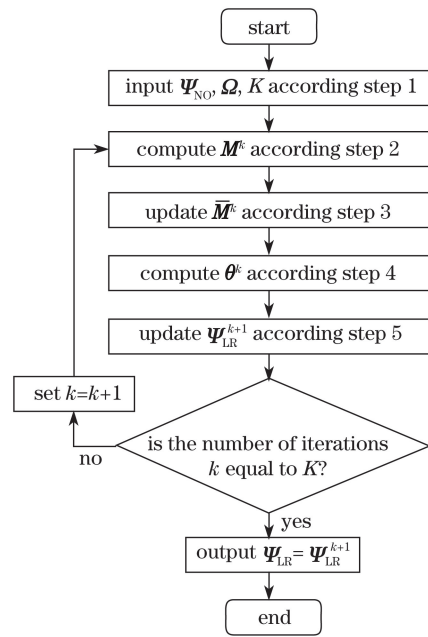 start
input Ψ_NO, Ω, K according step 1
compute M^k according step 2
update M̅^k according step 3
compute θ^k according step 4
update Ψ_LR^{k+1} according step 5
set k=k+1
no
is the number of iterations
k equal to K?
yes
output Ψ_LR= Ψ_LR^{k+1}
end